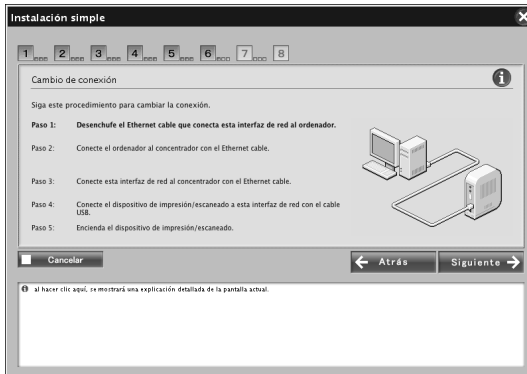 Instalación simple
1 2 3 4 5 6 7 8
Cambio de conexión
Siga este procedimiento para cambiar la conexión.
Paso 1: Desenchufe el Ethernet cable que conecta esta interfaz de red al ordenador.
Paso 2: Conecte el ordenador al concentrador con el Ethernet cable.
Paso 3: Conecte esta interfaz de red al concentrador con el Ethernet cable.
Paso 4: Conecte el dispositivo de impresión/escaneado a esta interfaz de red con el cable
USB.
Paso 5: Encienda el dispositivo de impresión/escaneado.
Cancelar
Atrás
Siguiente
al hacer clic aquí, se mostrará una explicación detallada de la pantalla actual.